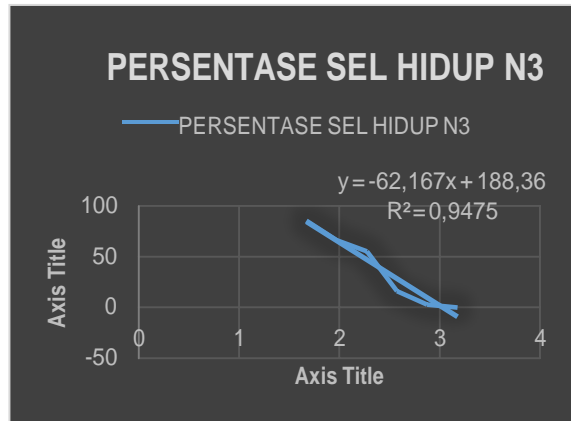 PERSENTASE SEL HIDUP N3
PERSENTASE SEL HIDUP N3
y = -62,167x + 188,36
R² = 0,9475
100
50
0
-50
0 1 2 3 4
Axis Title
Axis Title